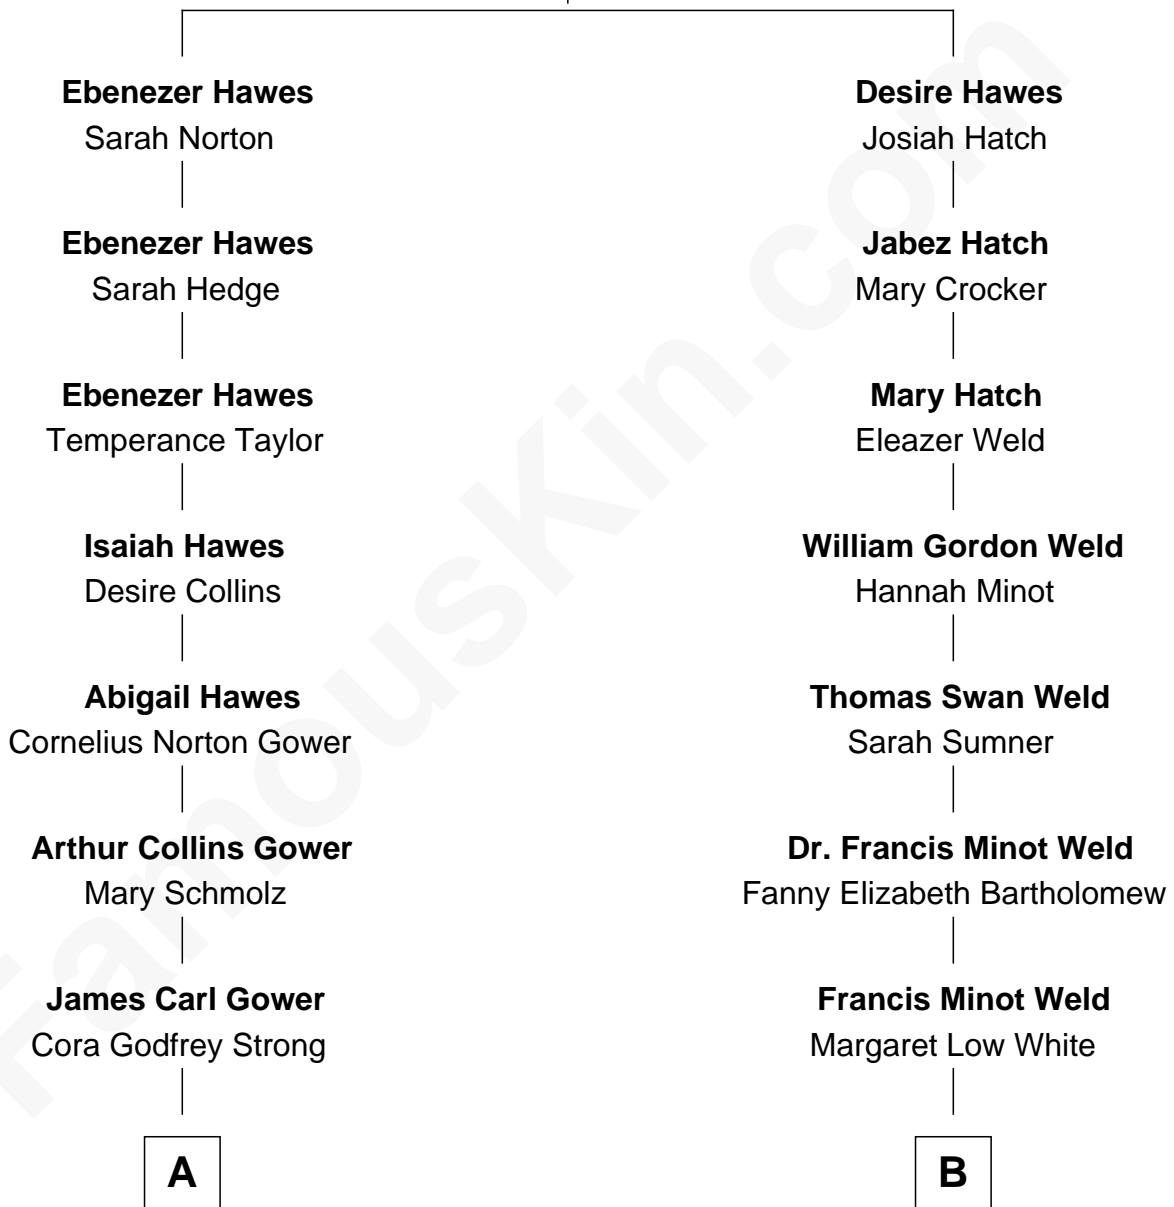 Ebenezer Hawes
Sarah Norton
Ebenezer Hawes
Sarah Hedge
Ebenezer Hawes
Temperance Taylor
Isaiah Hawes
Desire Collins
Abigail Hawes
Cornelius Norton Gower
Arthur Collins Gower
Mary Schmolz
James Carl Gower
Cora Godfrey Strong
A
Desire Hawes
Josiah Hatch
Jabez Hatch
Mary Crocker
Mary Hatch
Eleazer Weld
William Gordon Weld
Hannah Minot
Thomas Swan Weld
Sarah Sumner
Dr. Francis Minot Weld
Fanny Elizabeth Bartholomew
Francis Minot Weld
Margaret Low White
B
FamousKin.com